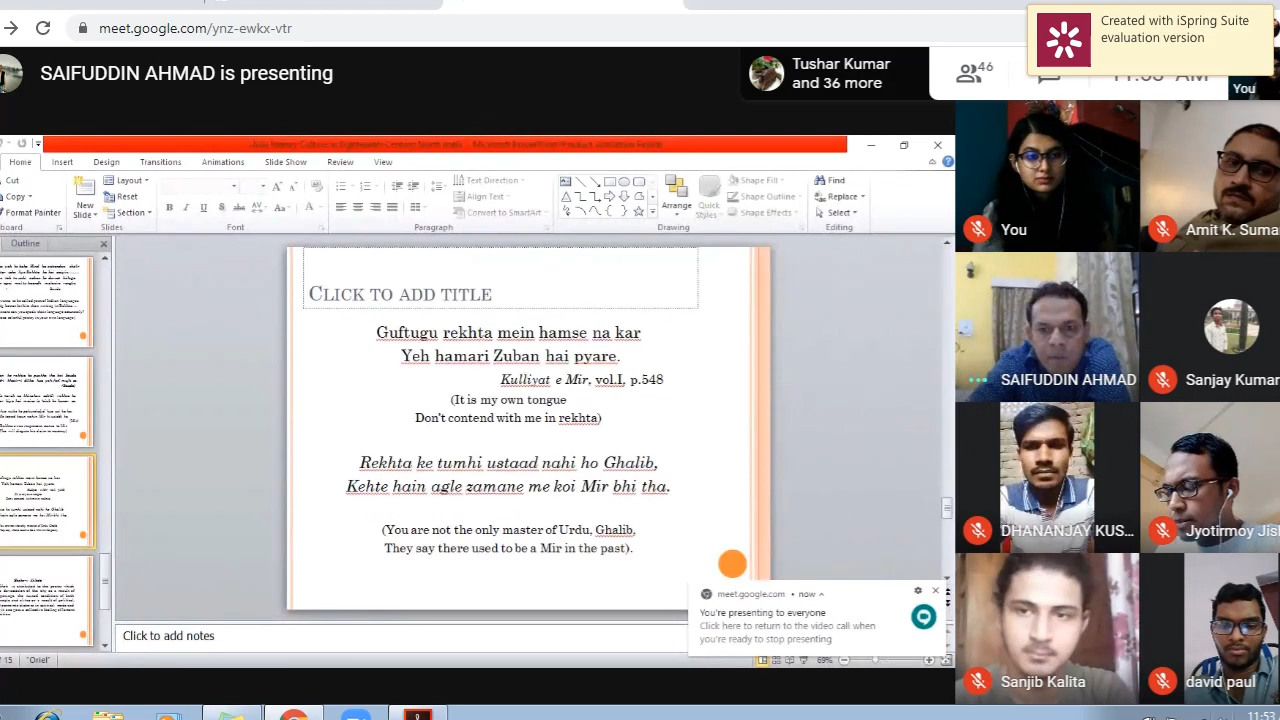 meet.google.com/ynz-ewkx-vtr
Created with iSpring Suite
evaluation version
SAIFUDDIN AHMAD is presenting
Tushar Kumar
and 36 more
46
You
Home Insert Design Transitions Animations Slide Show Review View
Cut
Copy
Format Painter
New
Slide
Layout
Reset
Section
Slides
Font
Text Direction
Align Text
Convert to SmartArt
Paragraph
Arrange
Quick
Styles
Shape Fill
Shape Outline
Shape Effects
Drawing
Find
Replace
Select
Editing
Outline
CLICK TO ADD TITLE
Guftugu rekhta mein hamse na kar
Yeh hamari Zuban hai pyare.
Kulliyat e Mir, vol.I, p.548
(It is my own tongue
Don't contend with me in rekhta)
Rekhta ke tumhi ustaad nahi ho Ghalib,
Kehte hain agle zamane me koi Mir bhi tha.
(You are not the only master of Urdu, Ghalib,
They say there used to be a Mir in the past).
Click to add notes
15 "Oriel"
69%
meet.google.com • now
You're presenting to everyone
Click here to return to the video call when
you're ready to stop presenting
You
Amit K. Suma
SAIFUDDIN AHMAD
Sanjay Kumar
DHANANJAY KUS...
Jyotirmoy Jis
Sanjib Kalita
david paul
11:53